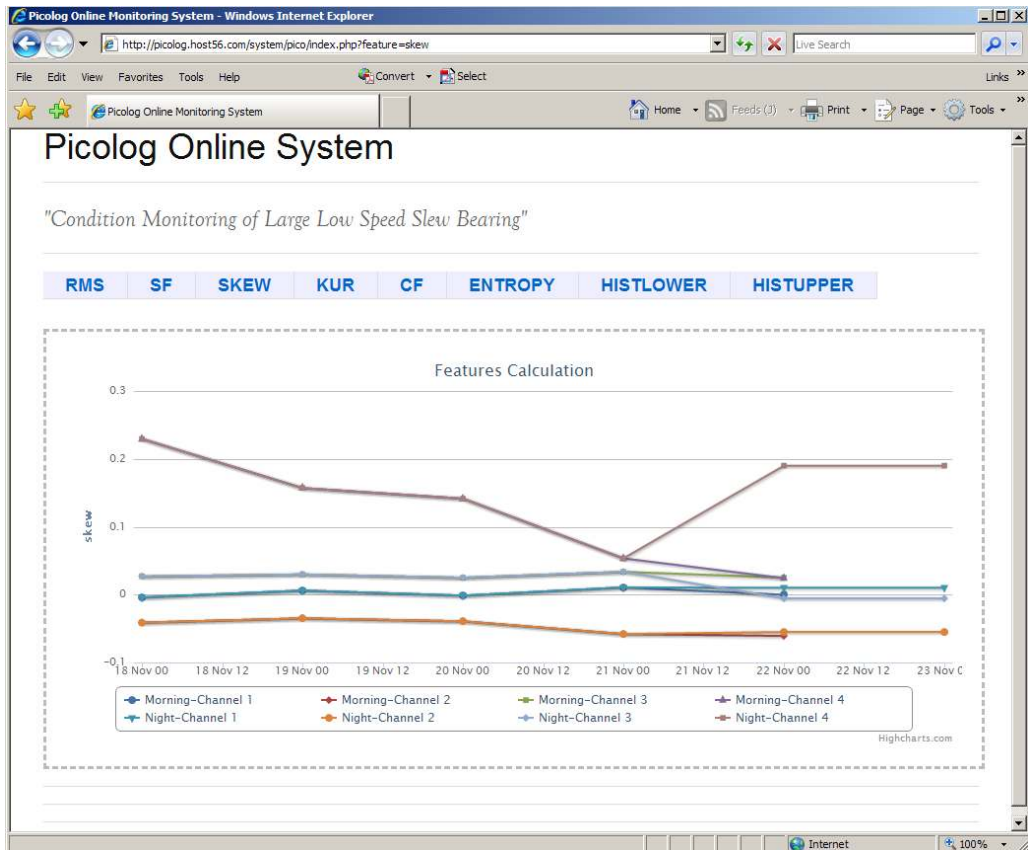 Picolog Online Monitoring System - Windows Internet Explorer
http://picolog.host56.com/system/pico/index.php?feature=skew
Live Search
File Edit View Favorites Tools Help
Convert Select
Links »
Picolog Online Monitoring System
Home Feeds (J) Print Page Tools »
Picolog Online System
"Condition Monitoring of Large Low Speed Slew Bearing"
RMS SF SKEW KUR CF ENTROPY HISTLOWER HISTUPPER
Features Calculation
skew
0.3
0.2
0.1
0
-0.1
18 Nov 00 18 Nov 12 19 Nov 00 19 Nov 12 20 Nov 00 20 Nov 12 21 Nov 00 21 Nov 12 22 Nov 00 22 Nov 12 23 Nov 0
Morning-Channel 1 Morning-Channel 2 Morning-Channel 3 Morning-Channel 4
Night-Channel 1 Night-Channel 2 Night-Channel 3 Night-Channel 4
Highcharts.com
Internet 100%